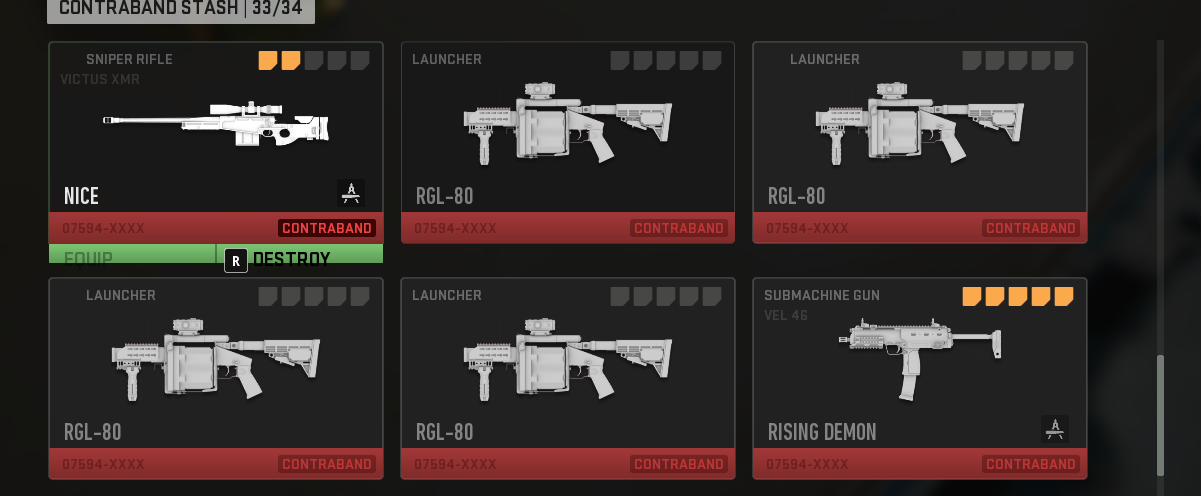 CONTRABAND STASH | 33/34
SNIPER RIFLE
VICTUS XMR
NICE
07594-XXXX
CONTRABAND
EQUIP
R DESTROY
LAUNCHER
RGL-80
07594-XXXX
CONTRABAND
LAUNCHER
RGL-80
07594-XXXX
CONTRABAND
LAUNCHER
RGL-80
07594-XXXX
CONTRABAND
LAUNCHER
RGL-80
07594-XXXX
CONTRABAND
SUBMACHINE GUN
VEL 46
RISING DEMON
07594-XXXX
CONTRABAND